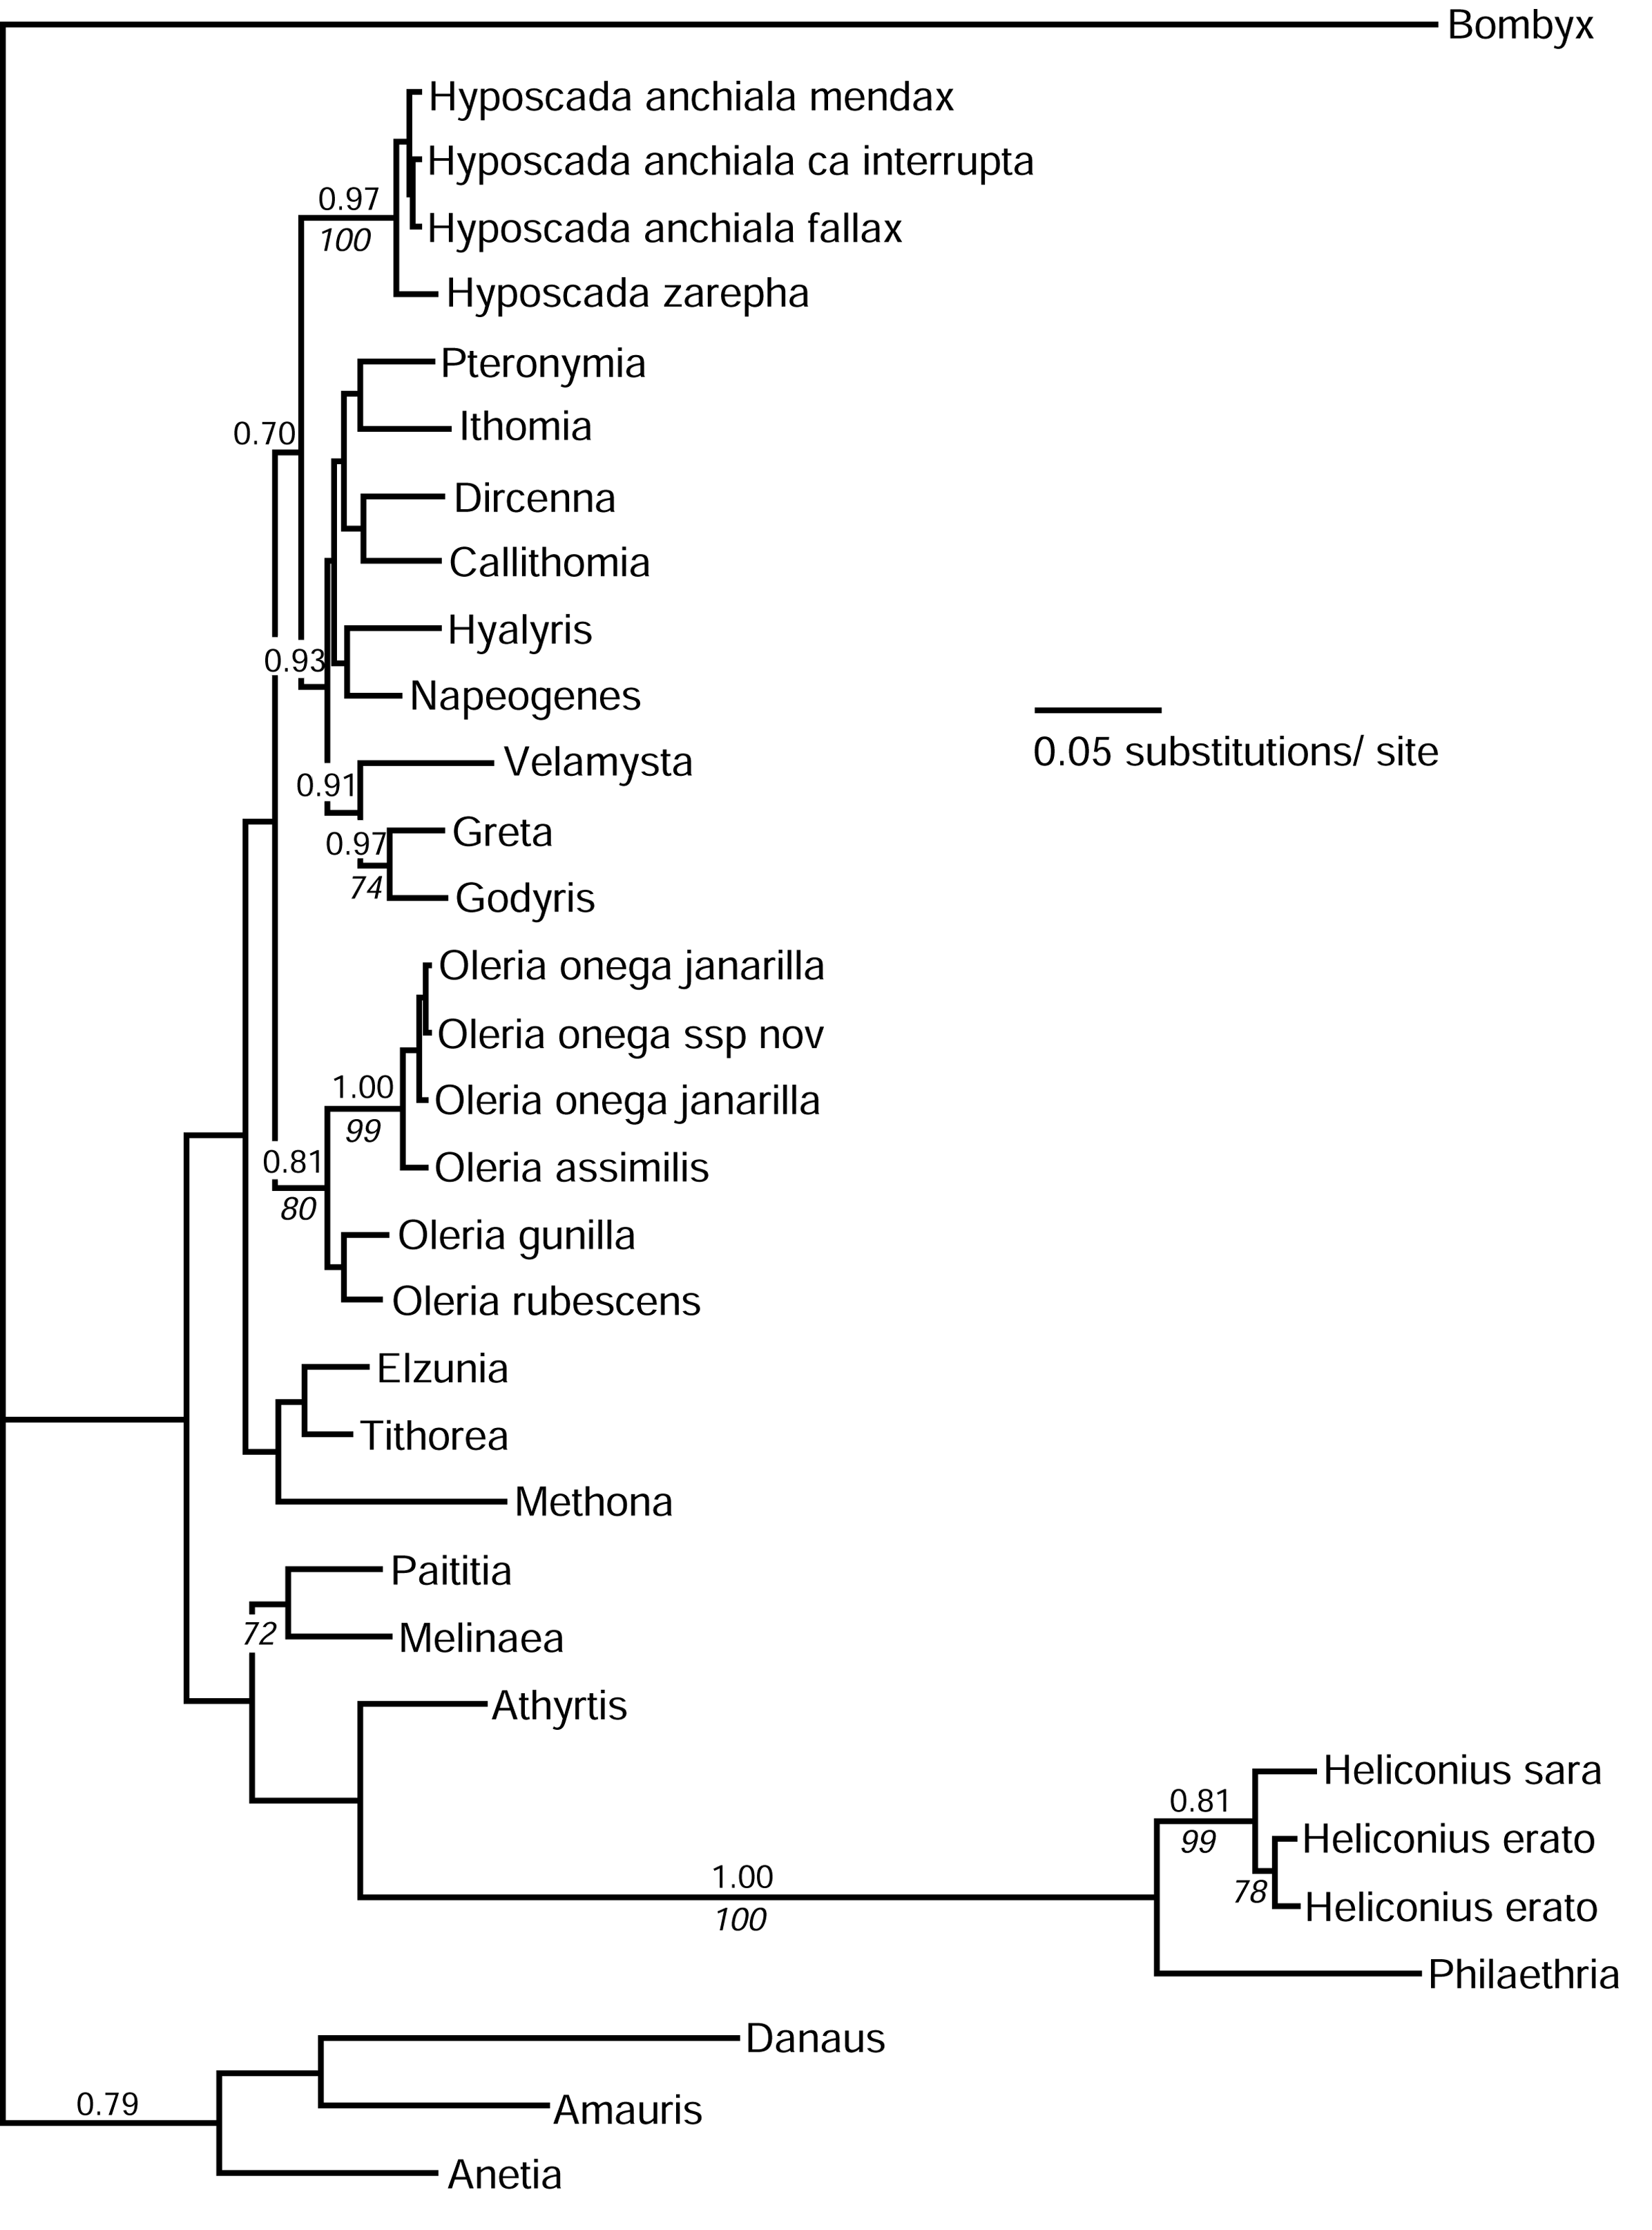 Bombyx
Hyposcada anchiala mendax
Hyposcada anchiala ca interrupta
0.97
Hyposcada anchiala fallax
100
Hyposcada zarepha
Pteronymia
0.70
Ithomia
Dircenna
Callithomia
Hyalyris
0.93
Napeogenes
0.05 substitutions/ site
Velamysta
0.91
Greta
0.97
74
Godyris
Oleria onega janarilla
Oleria onega ssp nov
1.00
Oleria onega janarilla
99
0.81
Oleria assimilis
80
Oleria gunilla
Oleria rubescens
Elzunia
Tithorea
Methona
Paititia
72
Melinaea
Athyrtis
Heliconius sara
0.81
99
Heliconius erato
1.00
78
Heliconius erato
100
Philaethria
Danaus
0.79
Amauris
Anetia